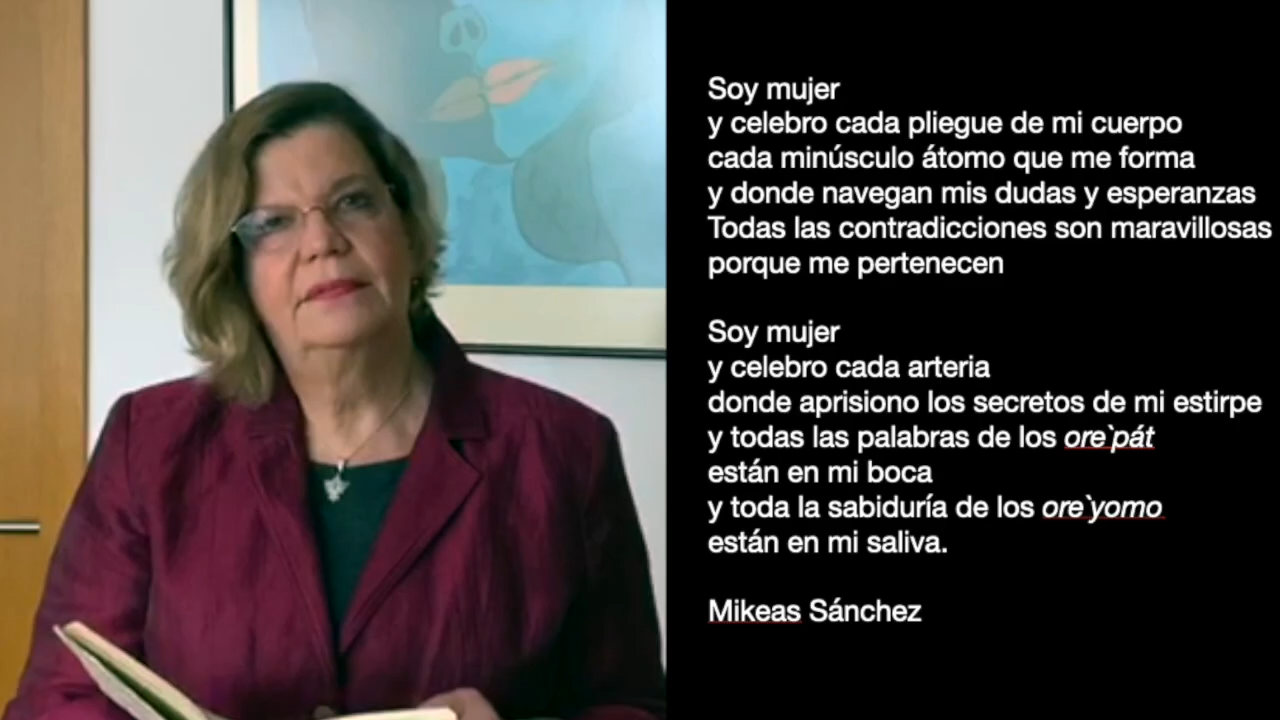 Soy mujer
y celebro cada pliegue de mi cuerpo
cada minúsculo átomo que me forma
y donde navegan mis dudas y esperanzas
Todas las contradicciones son maravillosas
porque me pertenecen
Soy mujer
y celebro cada arteria
donde aprisiono los secretos de mi estirpe
y todas las palabras de los ore`pát
están en mi boca
y toda la sabiduría de los ore`yomo
están en mi saliva.
Mikeas Sánchez